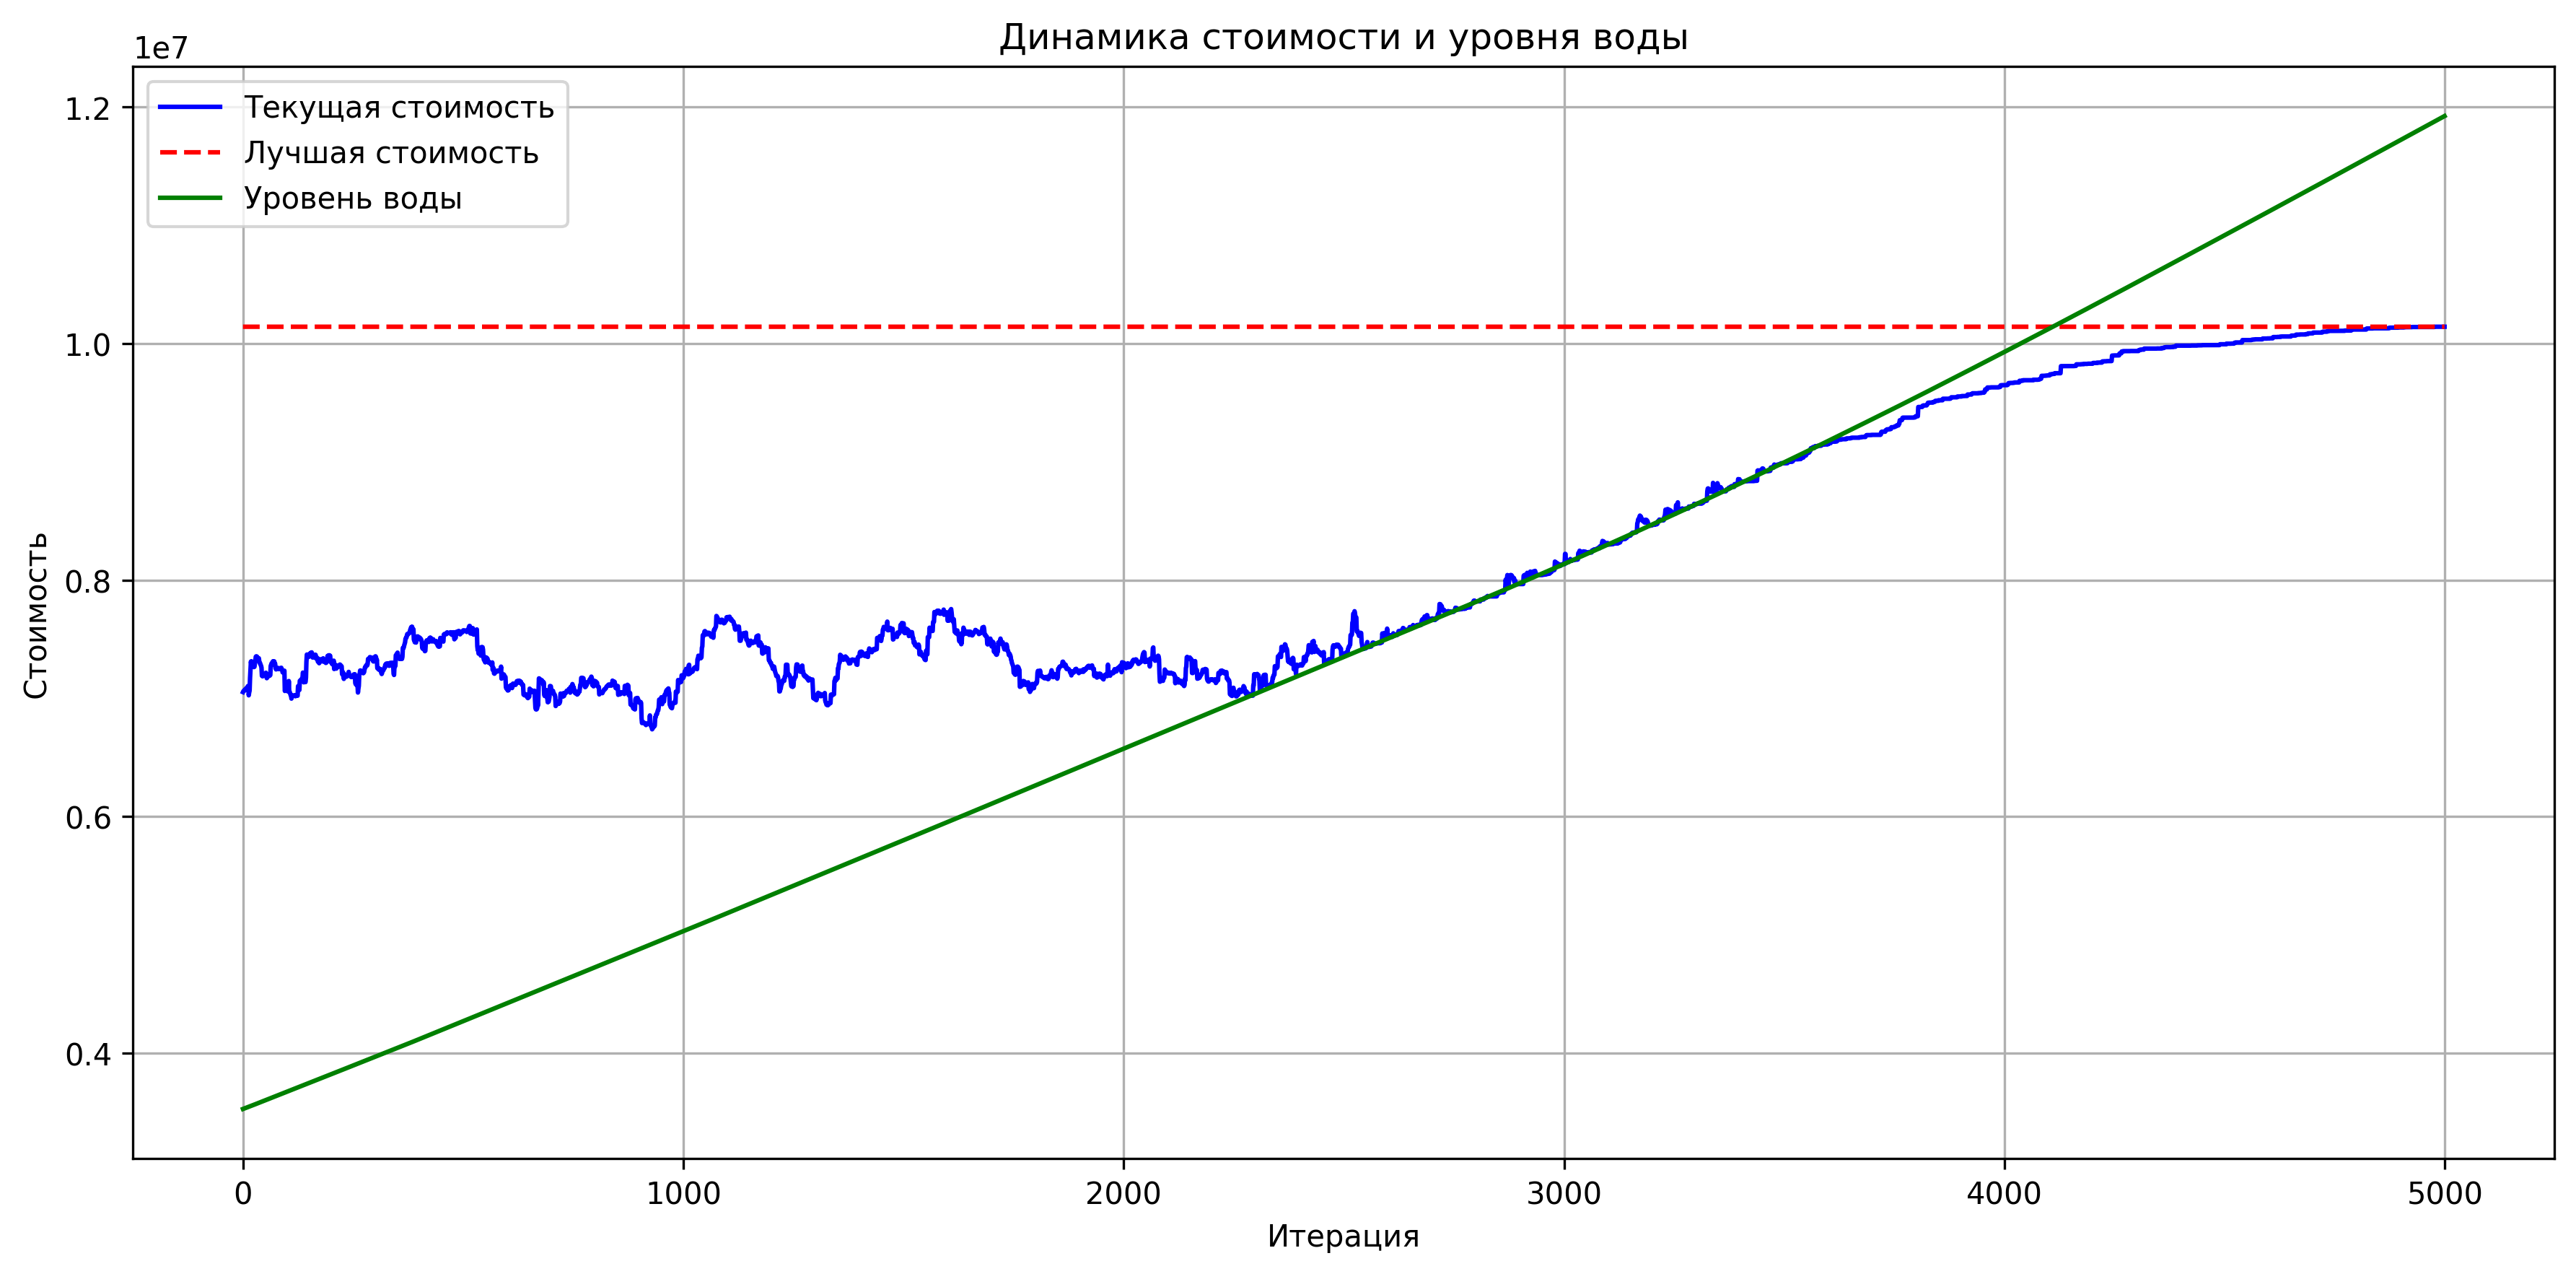 Динамика стоимости и уровня воды
1e7
Текущая стоимость
Лучшая стоимость
Уровень воды
1.2
1.0
0.8
0.6
0.4
Стоимость
0 1000 2000 3000 4000 5000
Итерация